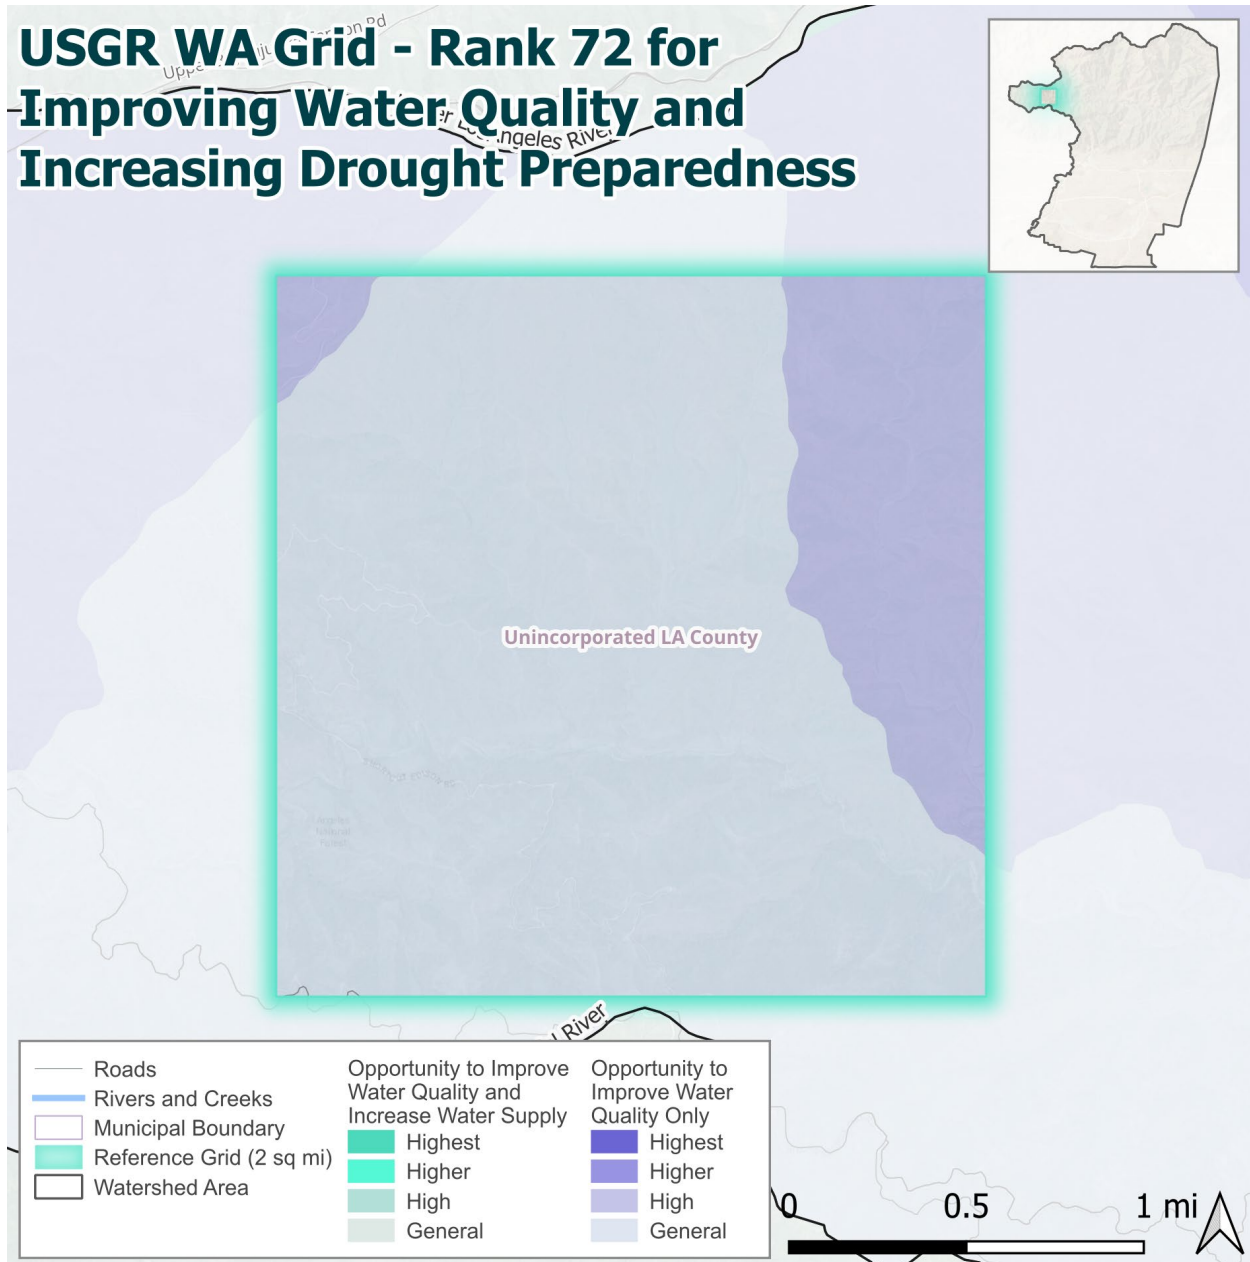 USGR WA Grid - Rank 72 for
Improving Water Quality and
Increasing Drought Preparedness
Los Angeles River
Unincorporated LA County
River
Roads
Rivers and Creeks
Municipal Boundary
Reference Grid (2 sq mi)
Watershed Area
Opportunity to Improve
Water Quality and
Increase Water Supply
Highest
Higher
High
General
Opportunity to
Improve Water
Quality Only
Highest
Higher
High
General
0 0.5 1 mi